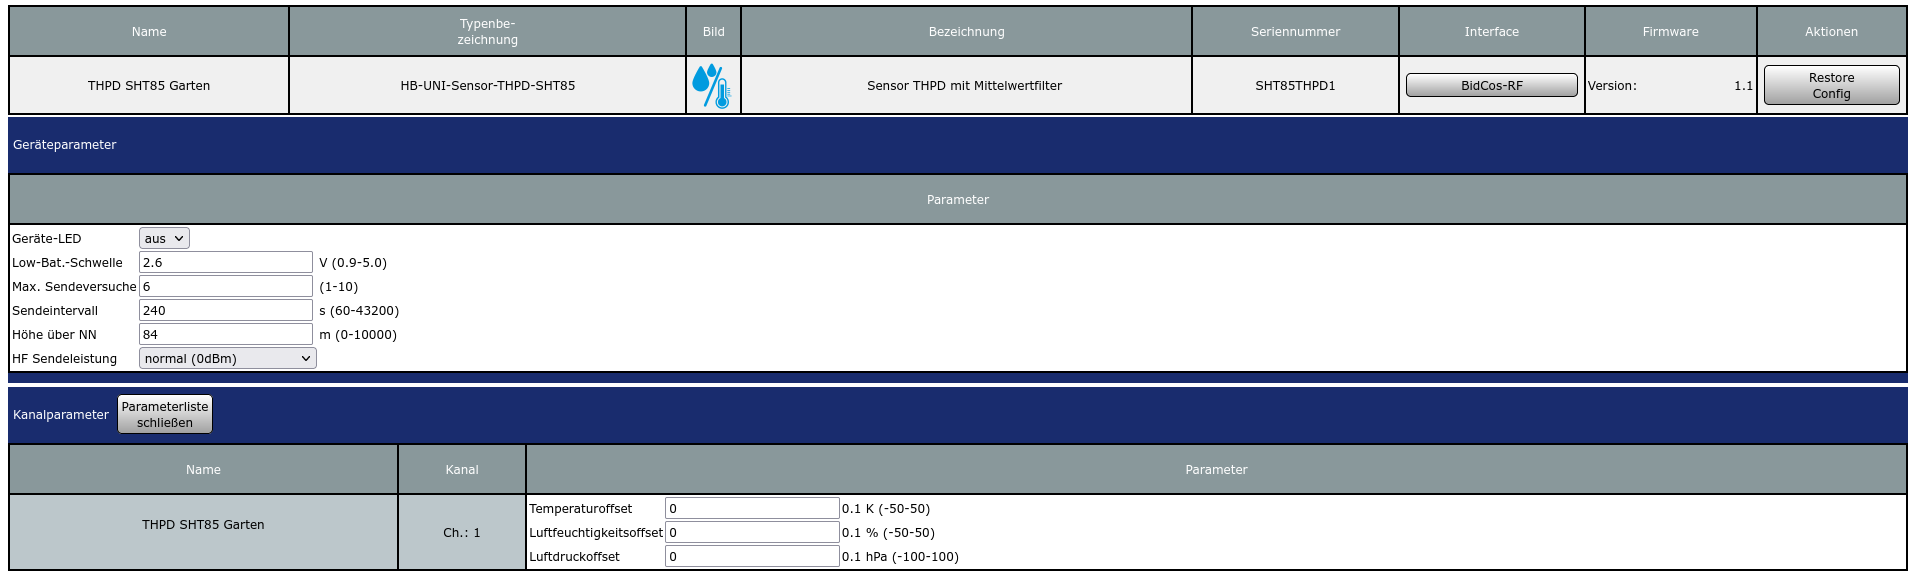 Name Typenbe-
zeichnung Bild Bezeichnung Seriennummer Interface Firmware Aktionen
THPD SHT85 Garten HB-UNI-Sensor-THPD-SHT85 Sensor THPD mit Mittelwertfilter SHT85THPD1 BidCos-RF Version: 1.1 Restore
Config
Geräteparameter
Parameter
Geräte-LED aus
Low-Bat.-Schwelle 2.6 V (0.9-5.0)
Max. Sendeversuche 6 (1-10)
Sendeintervall 240 s (60-43200)
Höhe über NN 84 m (0-10000)
HF Sendeleistung normal (0dBm)
Kanalparameter Parameterliste
schließen
Name Kanal Parameter
THPD SHT85 Garten Ch.: 1 Temperaturoffset 0 0.1 K (-50-50)
Luftfeuchtigkeitsoffset 0 0.1 % (-50-50)
Luftdruckoffset 0 0.1 hPa (-100-100)